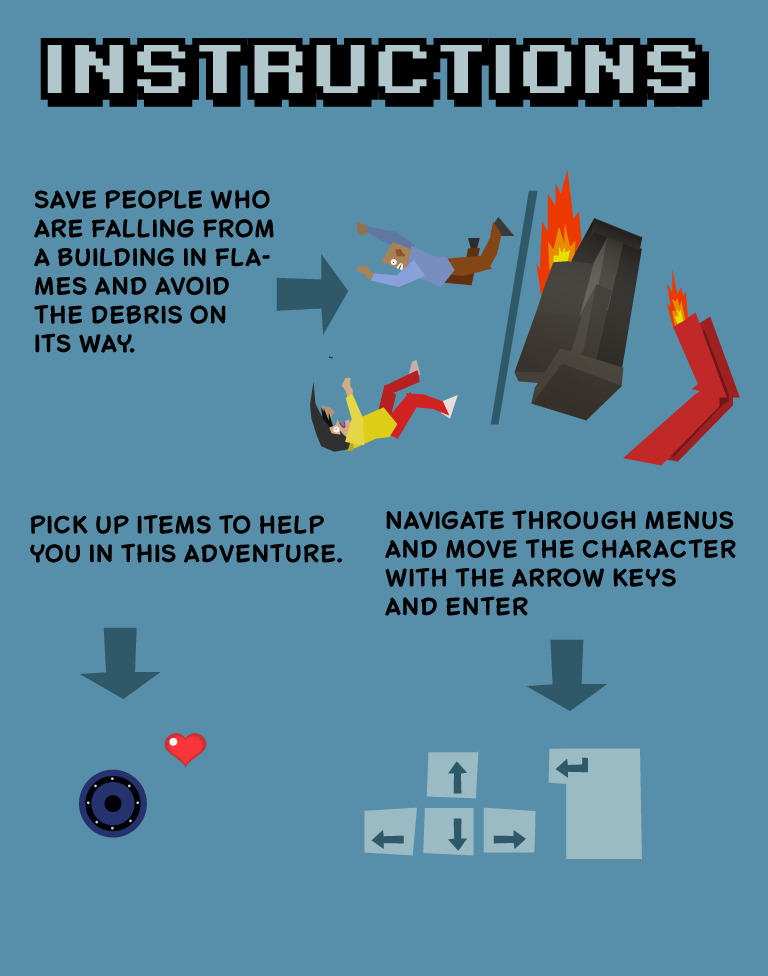 INSTRUCTIONS
SAVE PEOPLE WHO
ARE FALLING FROM
A BUILDING IN FLA-
MES AND AVOID
THE DEBRIS ON
ITS WAY.
PICK UP ITEMS TO HELP
YOU IN THIS ADVENTURE.
NAVIGATE THROUGH MENUS
AND MOVE THE CHARACTER
WITH THE ARROW KEYS
AND ENTER